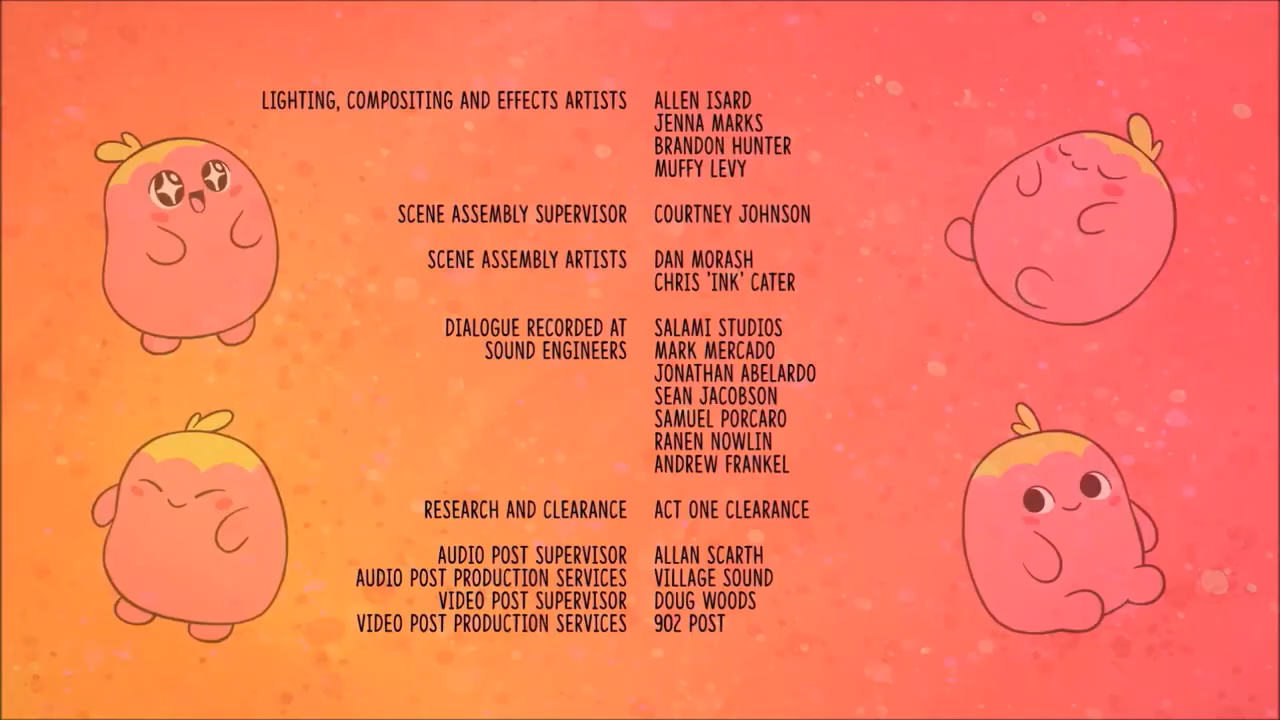 LIGHTING, COMPOSITING AND EFFECTS ARTISTS ALLEN ISARD
JENNA MARKS
BRANDON HUNTER
MUFFY LEVY
SCENE ASSEMBLY SUPERVISOR COURTNEY JOHNSON
SCENE ASSEMBLY ARTISTS DAN MORASH
CHRIS 'INK' CATER
DIALOGUE RECORDED AT SALAMI STUDIOS
SOUND ENGINEERS MARK MERCADO
JONATHAN ABELARDO
SEAN JACOBSON
SAMUEL PORCARO
RANEN NOWLIN
ANDREW FRANKEL
RESEARCH AND CLEARANCE ACT ONE CLEARANCE
AUDIO POST SUPERVISOR ALLAN SCARTH
AUDIO POST PRODUCTION SERVICES VILLAGE SOUND
VIDEO POST SUPERVISOR DOUG WOODS
VIDEO POST PRODUCTION SERVICES 902 POST